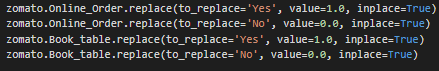 zomato.Online_Order.replace(to_replace='Yes', value=1.0, inplace=True)
zomato.Online_Order.replace(to_replace='No', value=0.0, inplace=True)
zomato.Book_table.replace(to_replace='Yes', value=1.0, inplace=True)
zomato.Book_table.replace(to_replace='No', value=0.0, inplace=True)